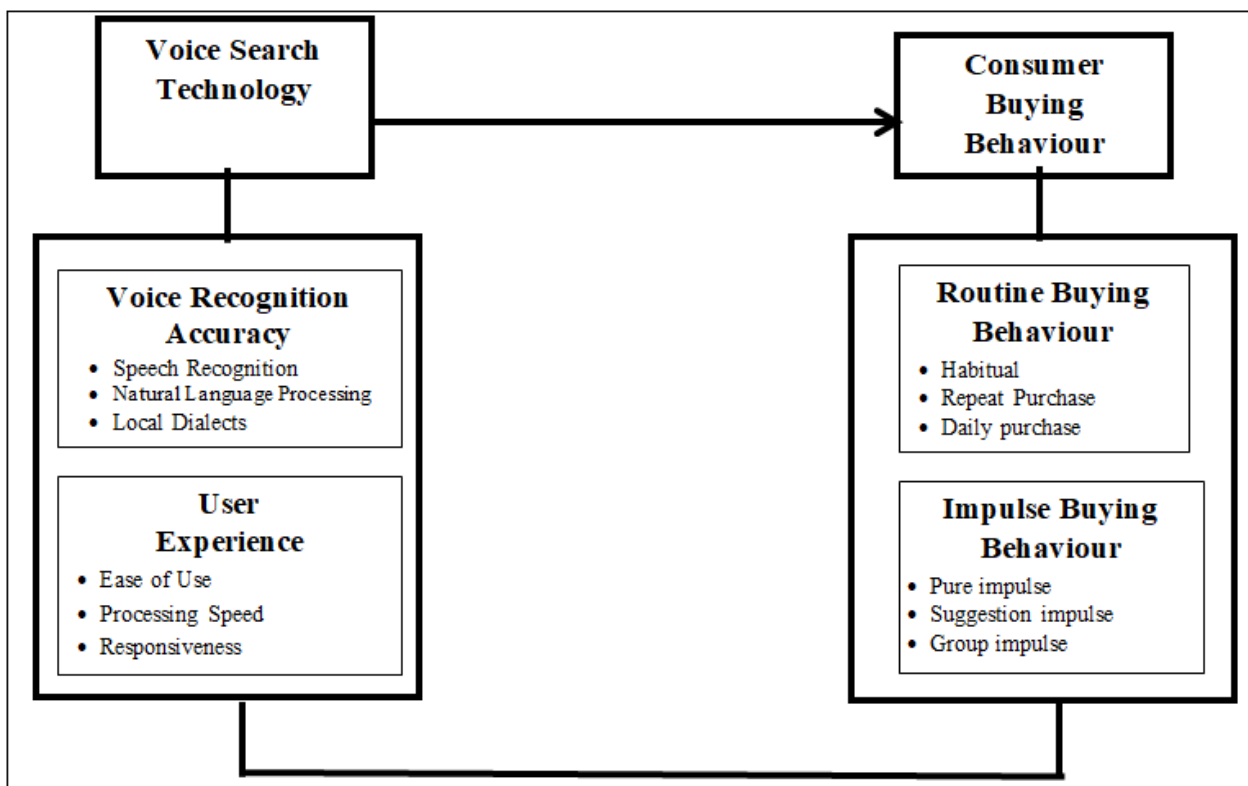 Voice Search
Technology
Consumer
Buying
Behaviour
Voice Recognition
Accuracy
• Speech Recognition
• Natural Language Processing
• Local Dialects
User
Experience
• Ease of Use
• Processing Speed
• Responsiveness
Routine Buying
Behaviour
• Habitual
• Repeat Purchase
• Daily purchase
Impulse Buying
Behaviour
• Pure impulse
• Suggestion impulse
• Group impulse